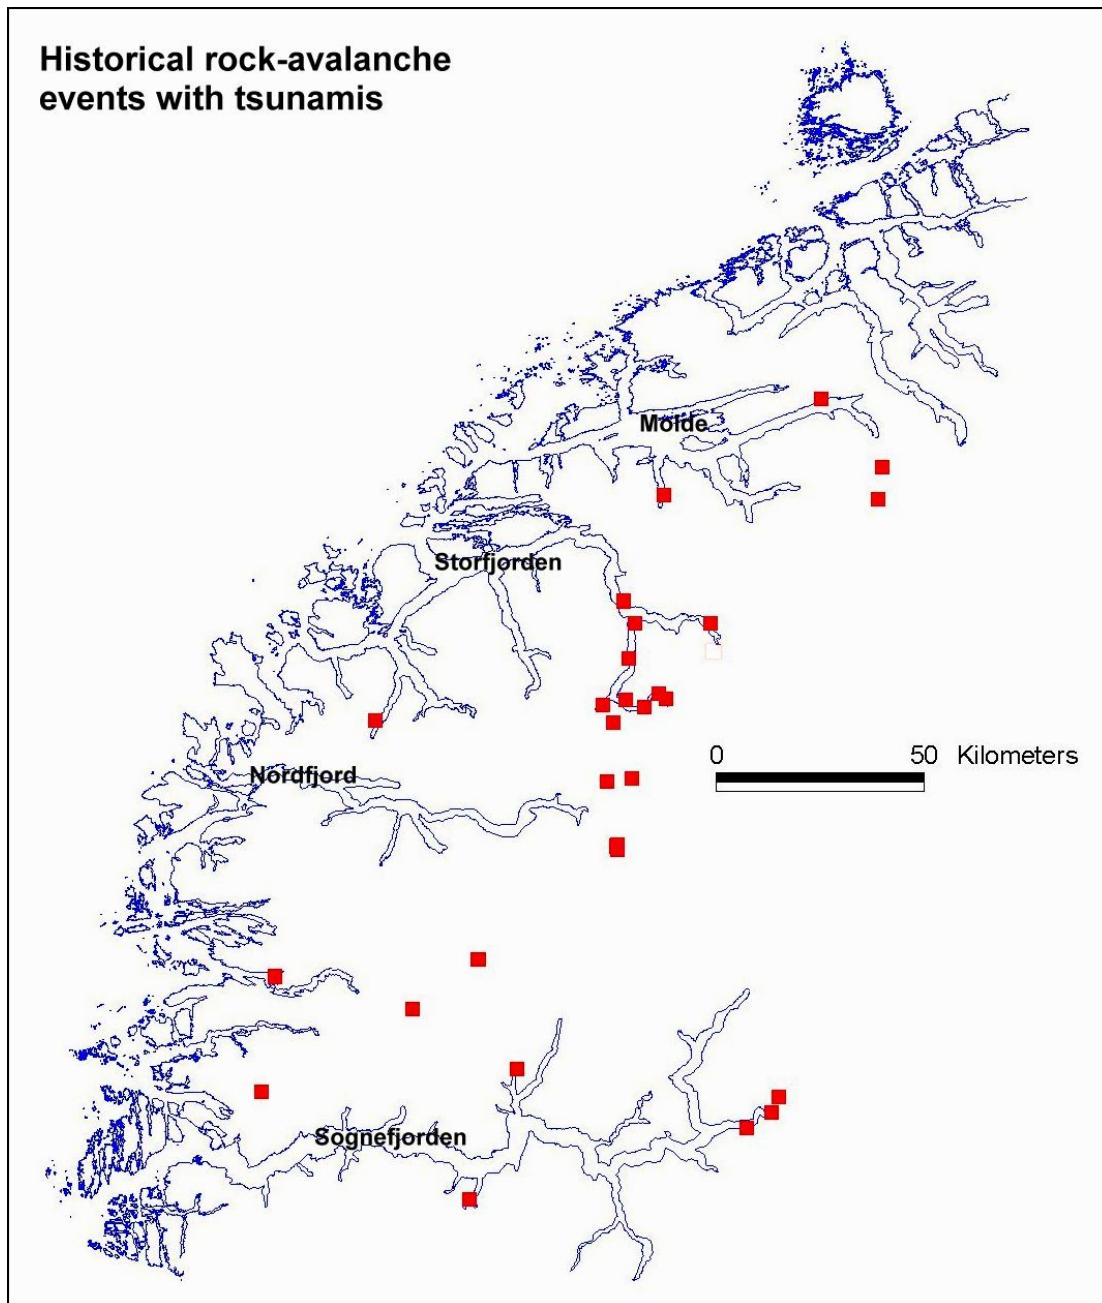 Historical rock-avalanche
events with tsunamis
Molde
Storfjorden
Nordfjord
0 50 Kilometers
Sognefjorden